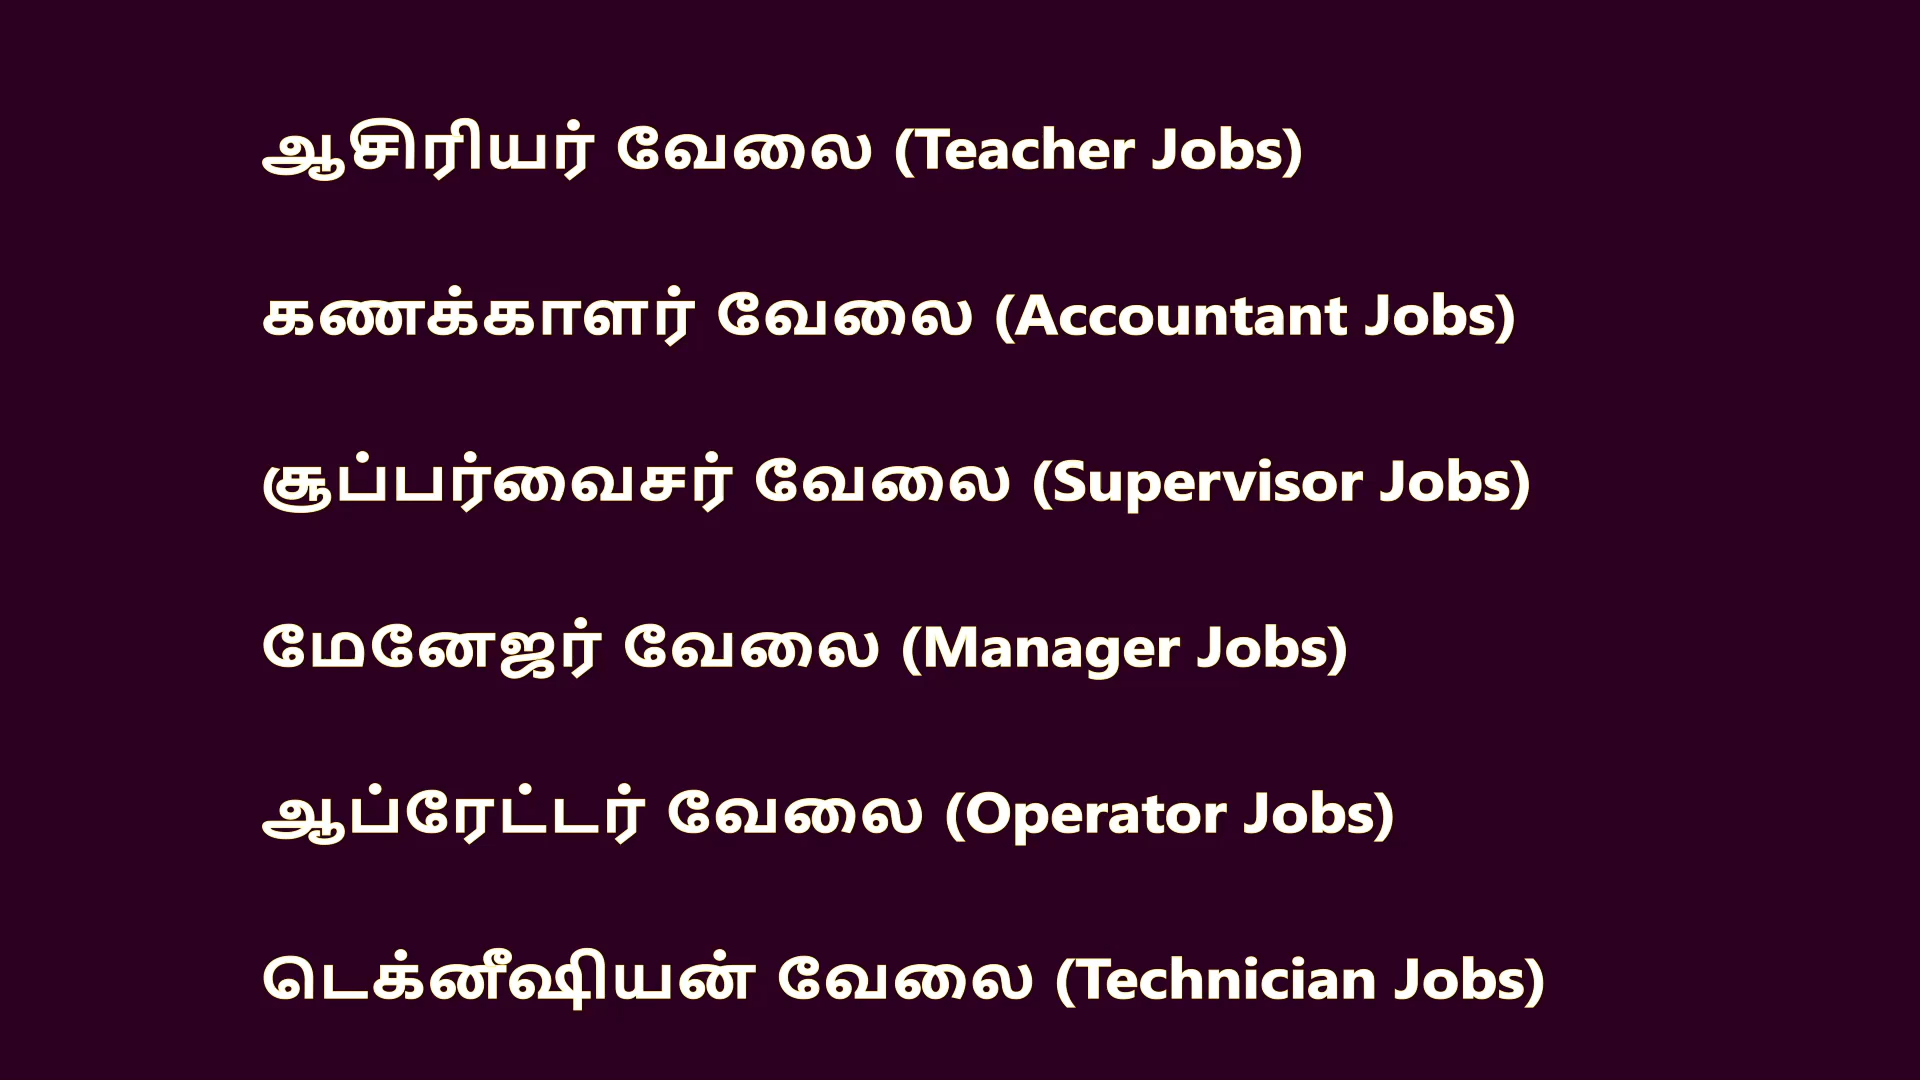 ஆசிரியர் வேலை (Teacher Jobs)
கணக்காளர் வேலை (Accountant Jobs)
சூப்பர்வைசர் வேலை (Supervisor Jobs)
மேனேஜர் வேலை (Manager Jobs)
ஆப்ரேட்டர் வேலை (Operator Jobs)
டெக்னீஷியன் வேலை (Technician Jobs)